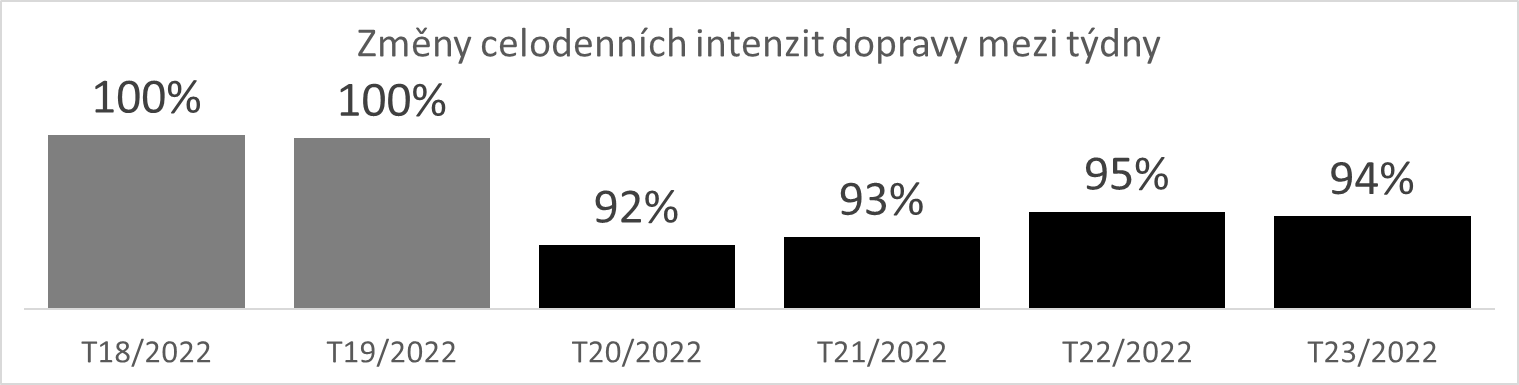 Změny celodenních intenzit dopravy mezi týdny
100%
100%
92%
93%
95%
94%
T18/2022
T19/2022
T20/2022
T21/2022
T22/2022
T23/2022